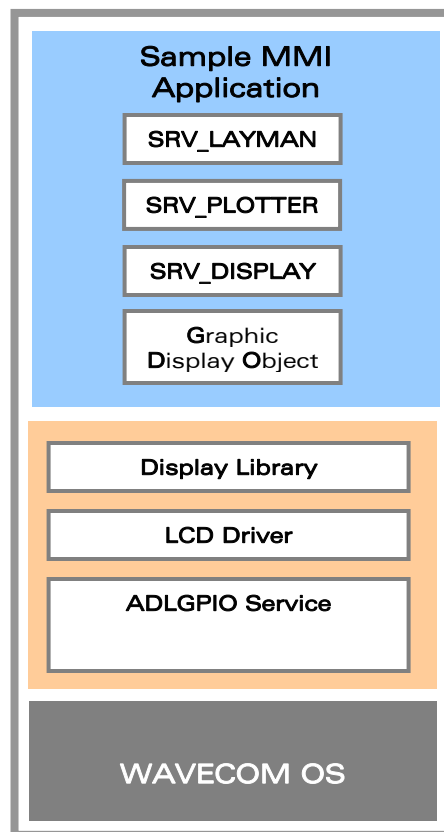 Sample MMI
Application
SRV_LAYMAN
SRV_PLOTTER
SRV_DISPLAY
Graphic
Display Object
Display Library
LCD Driver
ADLGPIO Service
WAVECOM OS